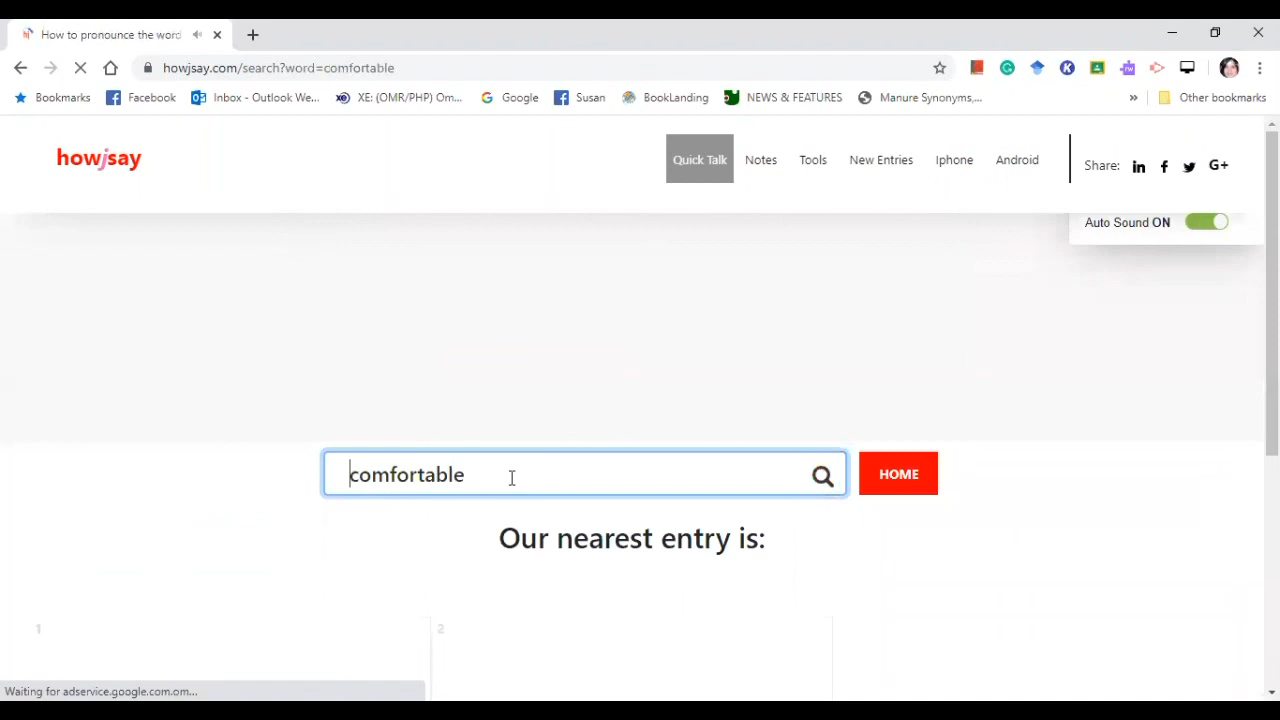 How to pronounce the word
howjsay.com/search?word=comfortable
Bookmarks Facebook Inbox - Outlook We... XE: (OMR/PHP) Om... Google Susan BookLanding NEWS & FEATURES Manure Synonyms,... » Other bookmarks
howjsay
Quick Talk Notes Tools New Entries Iphone Android Share: in f G+
Auto Sound ON
comfortable
HOME
Our nearest entry is:
1 2
Waiting for adservice.google.com.om...